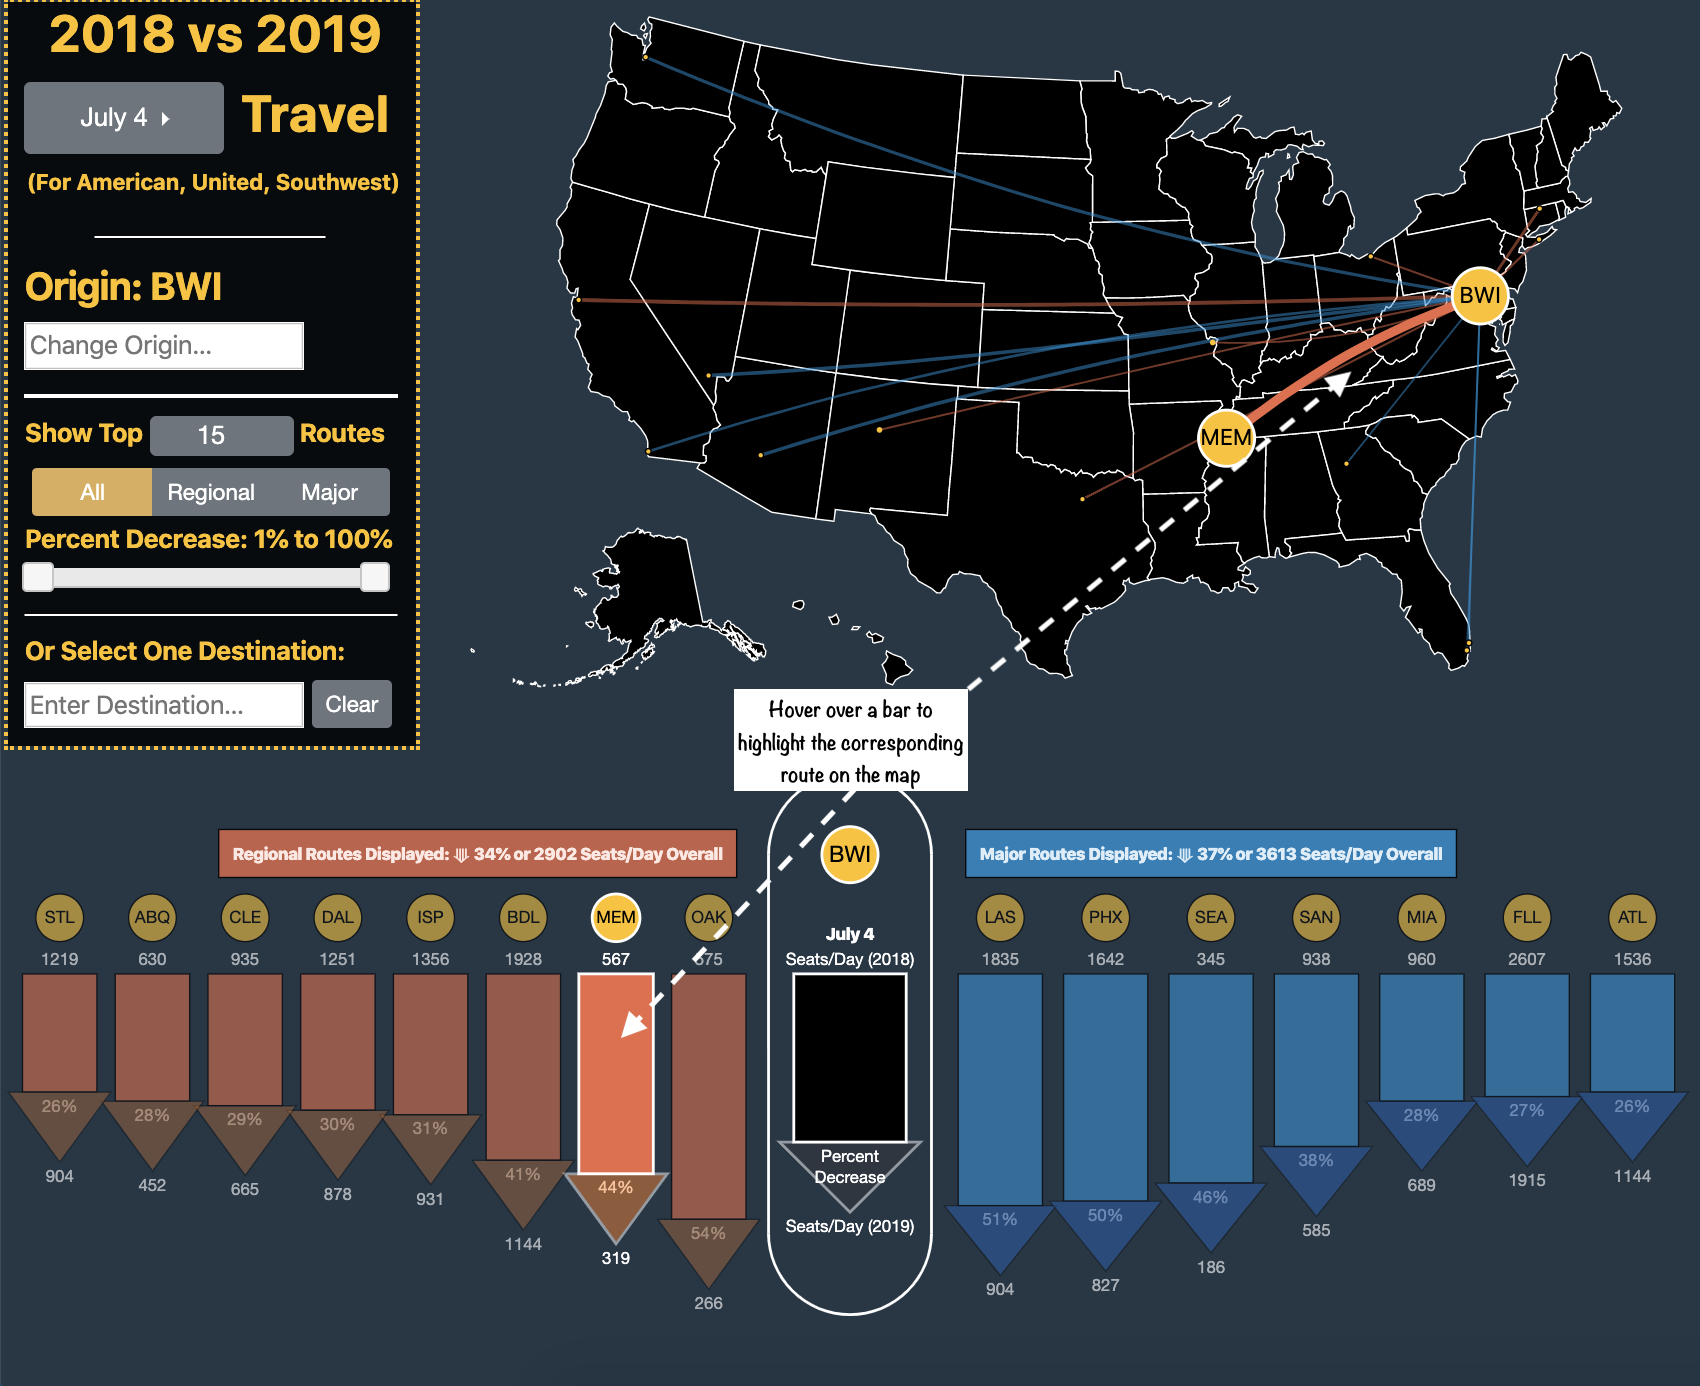 2018 vs 2019
July 4 ▸ Travel
(For American, United, Southwest)
Origin: BWI
Change Origin...
Show Top 15 Routes
All Regional Major
Percent Decrease: 1% to 100%
Or Select One Destination:
Enter Destination...
Clear
BWI
MEM
Hover over a bar to
highlight the corresponding
route on the map
Regional Routes Displayed: ⤋ 34% or 2902 Seats/Day Overall
BWI
Major Routes Displayed: ⤋ 37% or 3613 Seats/Day Overall
STL ABQ CLE DAL ISP BDL MEM OAK
1219 630 935 1251 1356 1928 567 575
26% 28% 29% 30% 31% 41% 44% 54%
904 452 665 878 931 1144 319 266
July 4
Seats/Day (2018)
Percent
Decrease
Seats/Day (2019)
LAS PHX SEA SAN MIA FLL ATL
1835 1642 345 938 960 2607 1536
51% 50% 46% 38% 28% 27% 26%
904 827 186 585 689 1915 1144